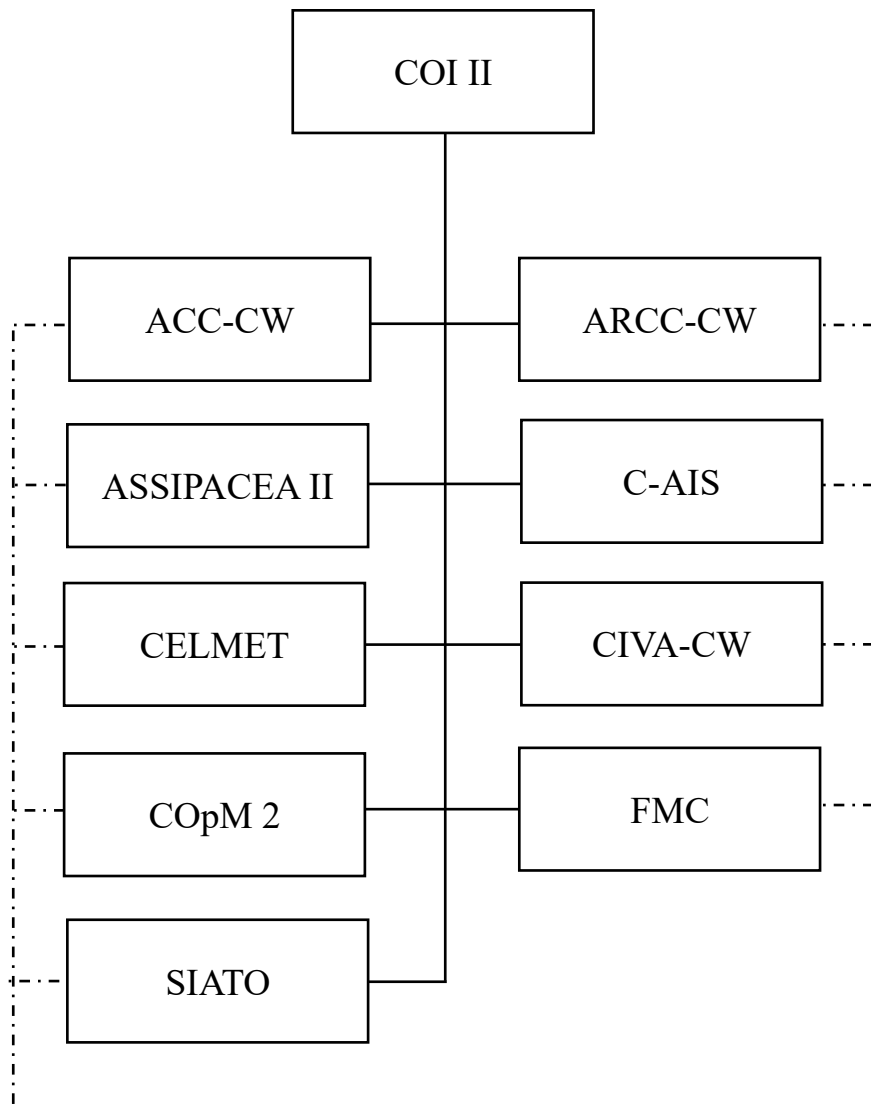 COI II
ACC-CW
ARCC-CW
ASSIPACEA II
C-AIS
CELMET
CIVA-CW
COpM 2
FMC
SIATO